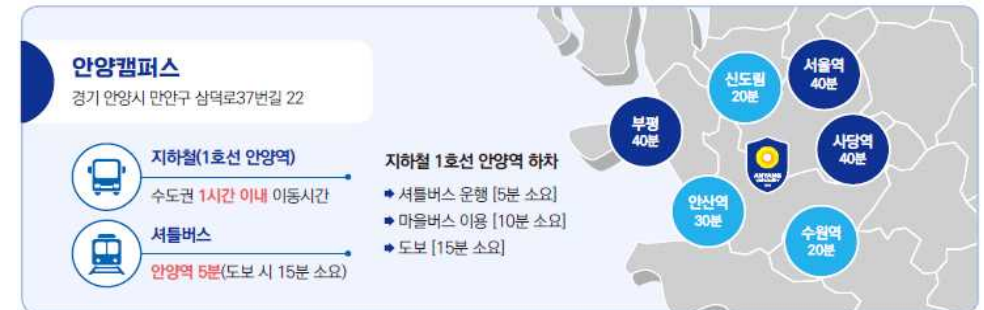 안양캠퍼스
경기 안양시 만안구 삼덕로37번길 22
지하철(1호선 안양역)
수도권 1시간 이내 이동시간
셔틀버스
안양역 5분(도보 시 15분 소요)
지하철 1호선 안양역 하차
셔틀버스 운행 [5분 소요]
마을버스 이용 [10분 소요]
도보 [15분 소요]
신도림
20분
서울역
40분
부평
40분
사당역
40분
ANYANG
안산역
30분
수원역
20분